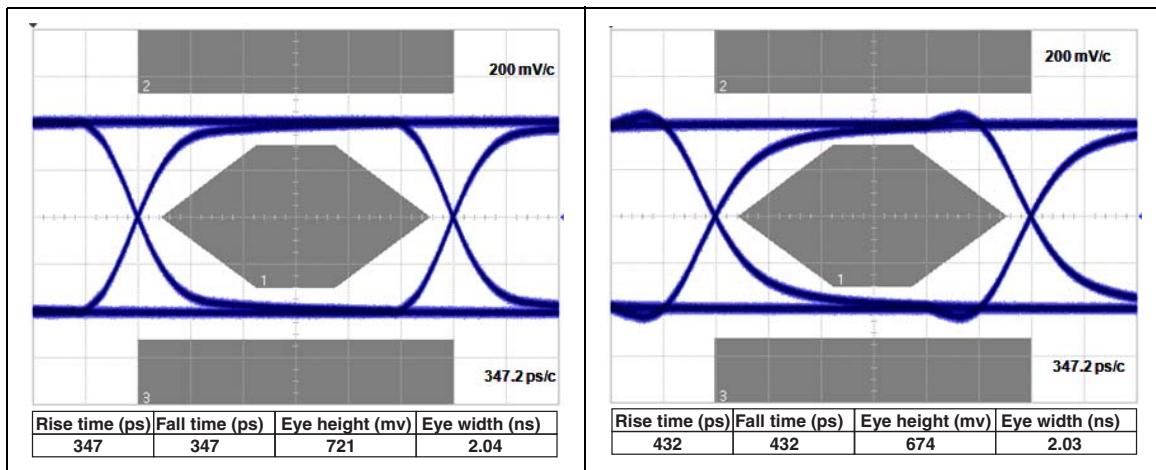 200 mV/c
2
1
347.2 ps/c
3
Rise time (ps) Fall time (ps) Eye height (mv) Eye width (ns)
347 347 721 2.04
200 mV/c
2
1
347.2 ps/c
3
Rise time (ps) Fall time (ps) Eye height (mv) Eye width (ns)
432 432 674 2.03